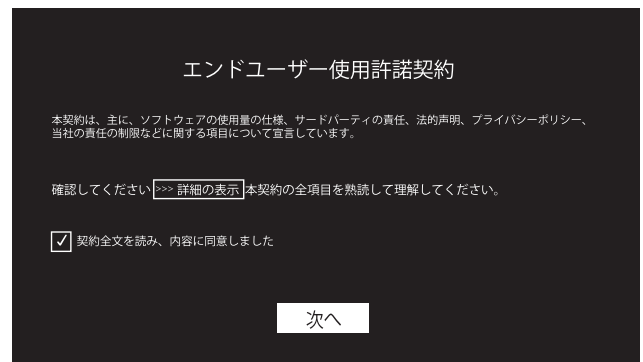 エンドユーザー使用許諾契約
本契約は、主に、ソフトウェアの使用量の仕様、サードパーティの責任、法的声明、プライバシーポリシー、
当社の責任の制限などに関する項目について宣言しています。
確認してください >>> 詳細の表示 本契約の全項目を熟読して理解してください。
✓ 契約全文を読み、内容に同意しました
次へ